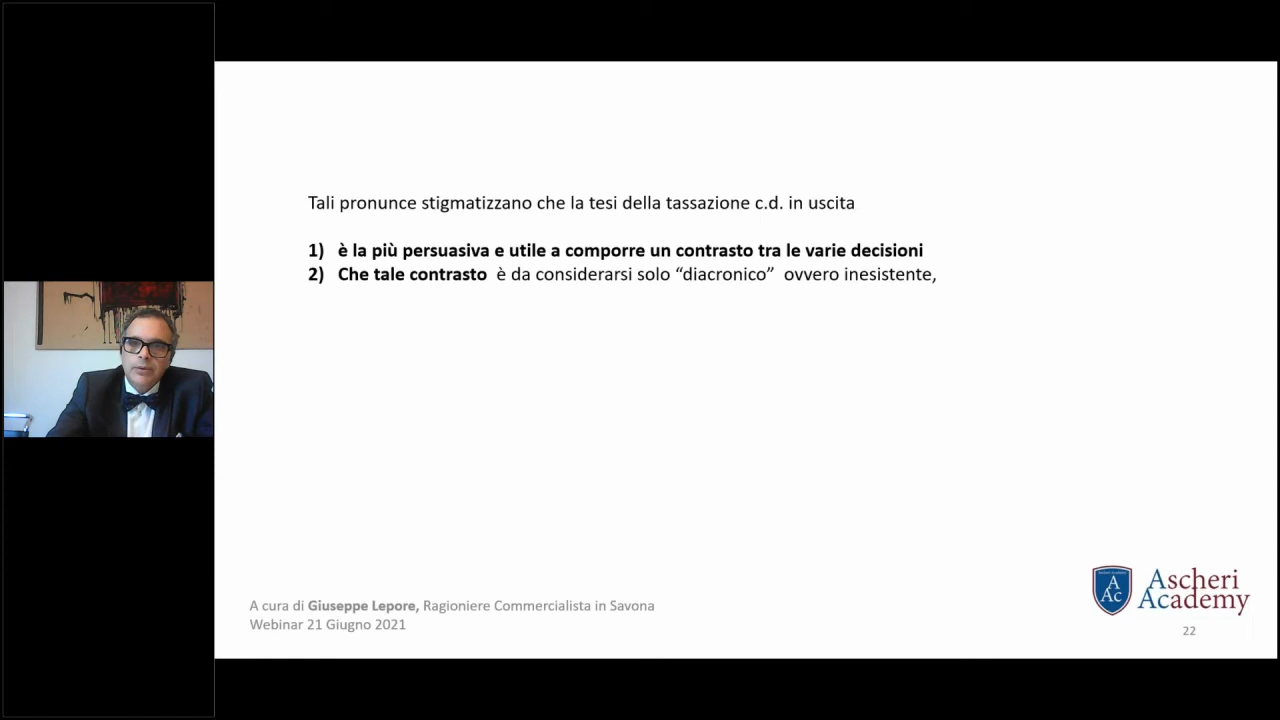 Tali pronunce stigmatizzano che la tesi della tassazione c.d. in uscita
1) è la più persuasiva e utile a comporre un contrasto tra le varie decisioni
2) Che tale contrasto è da considerarsi solo “diacronico” ovvero inesistente,
A cura di Giuseppe Lepore, Ragioniere Commercialista in Savona
Webinar 21 Giugno 2021
A
Ac
Ascheri
Academy
22